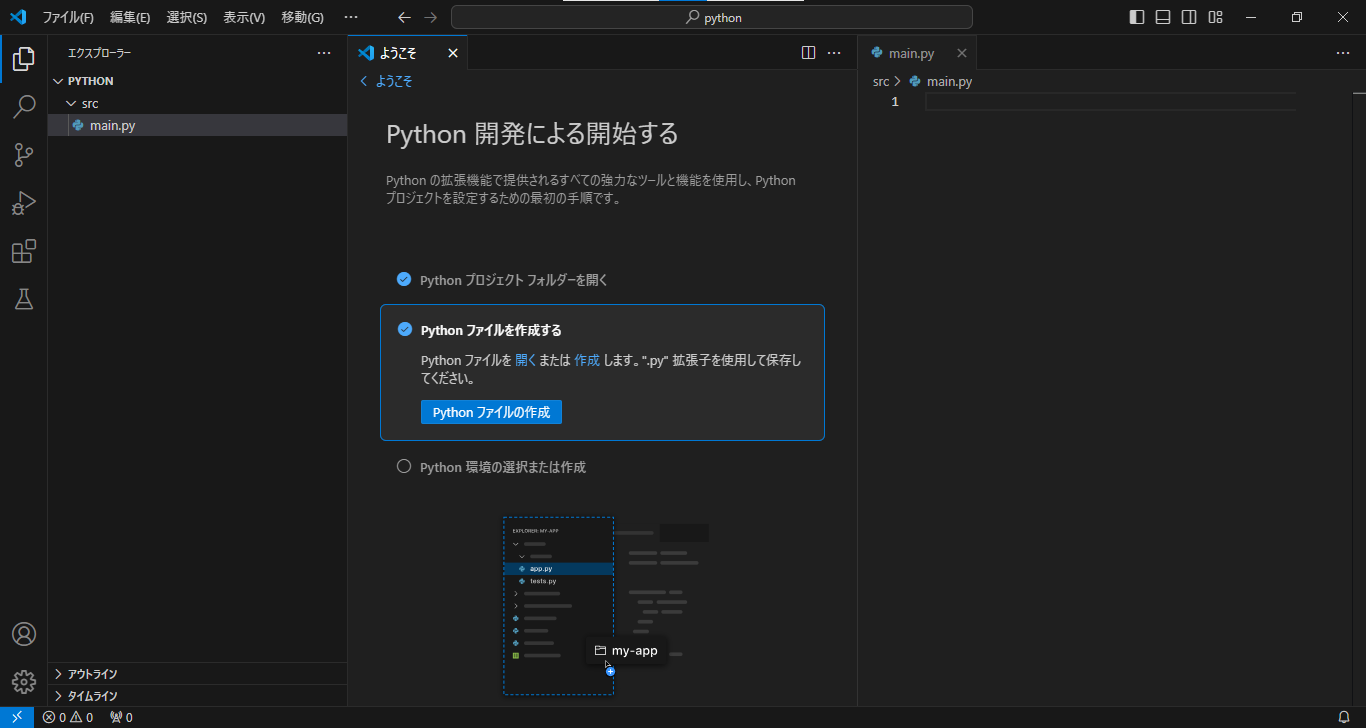 ファイル(F) 編集(E) 選択(S) 表示(V) 移動(G) ··· python
エクスプローラー ···
PYTHON
src
main.py
アウトライン
タイムライン
ようこそ
ようこそ
Python 開発による開始する
Python の拡張機能で提供されるすべての強力なツールと機能を使用し、Python
プロジェクトを設定するための最初の手順です。
Python プロジェクト フォルダーを開く
Python ファイルを作成する
Python ファイルを 開く または 作成 します。".py" 拡張子を使用して保存し
てください。
Python ファイルの作成
Python 環境の選択または作成
EXPLORER: MY-APP
app.py
tests.py
my-app
main.py
src > main.py
1
0 0 0